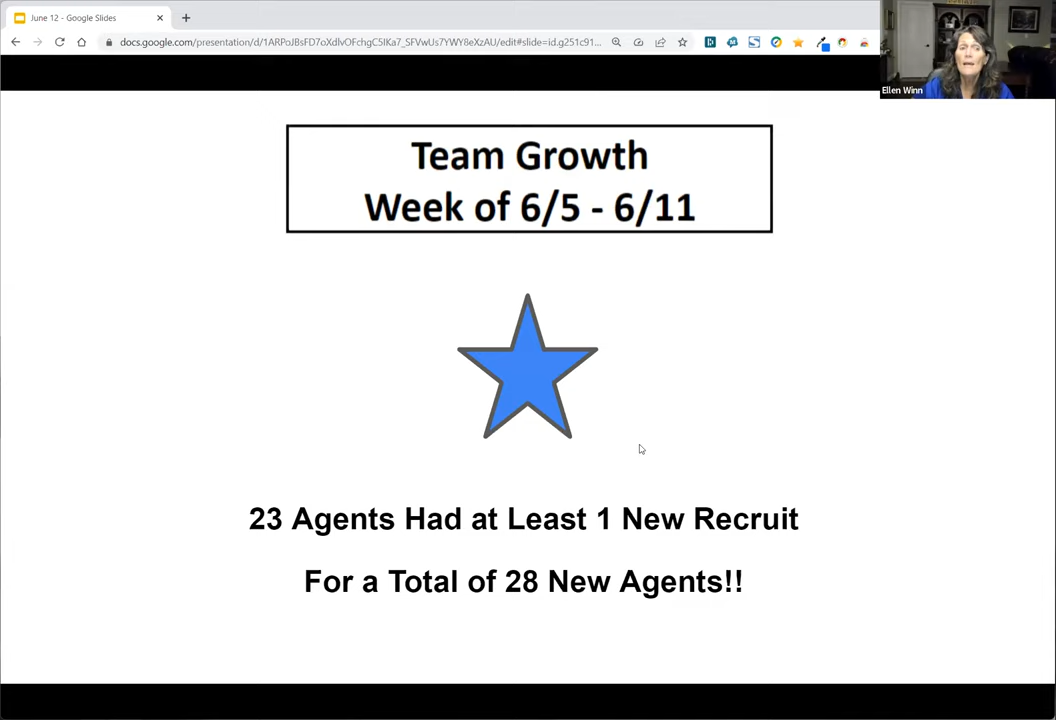 June 12 - Google Slides
docs.google.com/presentation/d/1ARPoJBsFD7oXdlvOFchgC5IKa7_SFVwUs7YWY8eXzAU/edit#slide=id.g251c91...
Ellen Winn
Team Growth
Week of 6/5 - 6/11
23 Agents Had at Least 1 New Recruit
For a Total of 28 New Agents!!